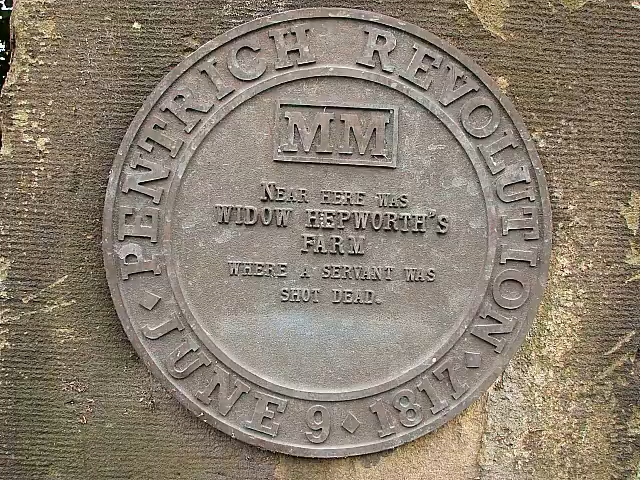 PENTRICH REVOLUTION
JUNE 9 ◇ 1817
MM
NEAR HERE WAS
WIDOW HEPWORTH'S
FARM
WHERE A SERVANT WAS
SHOT DEAD.